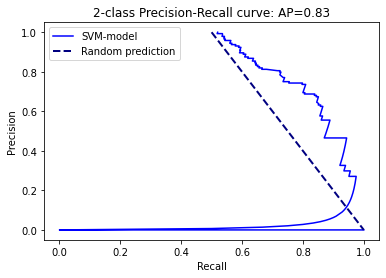 2-class Precision-Recall curve: AP=0.83
SVM-model
Random prediction
Precision
1.0
0.8
0.6
0.4
0.2
0.0
0.0 0.2 0.4 0.6 0.8 1.0
Recall